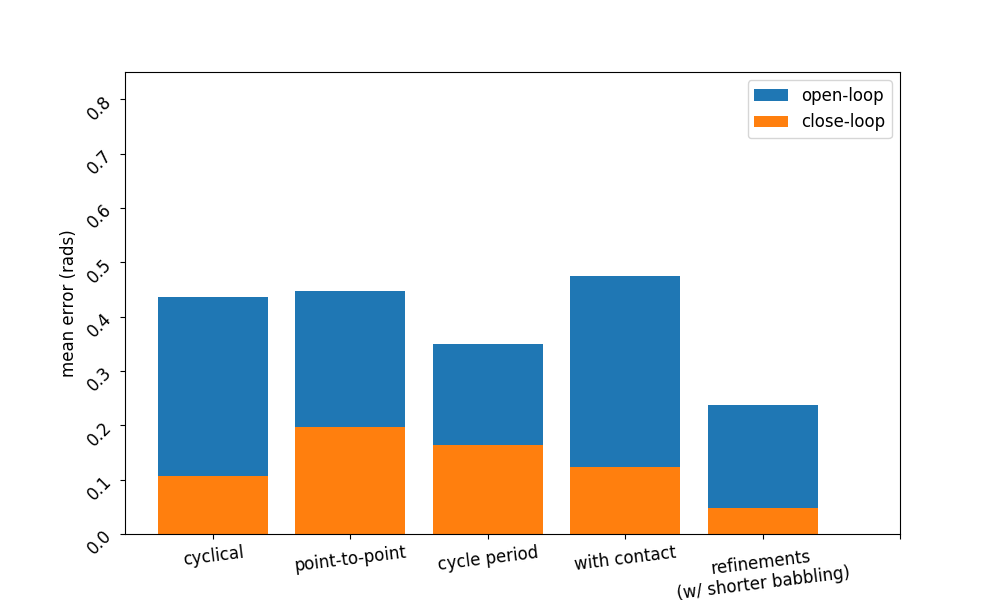 open-loop
close-loop
mean error (rads)
0.8
0.7
0.6
0.5
0.4
0.3
0.2
0.1
0.0
cyclical
point-to-point
cycle period
with contact
refinements
(w/ shorter babbling)